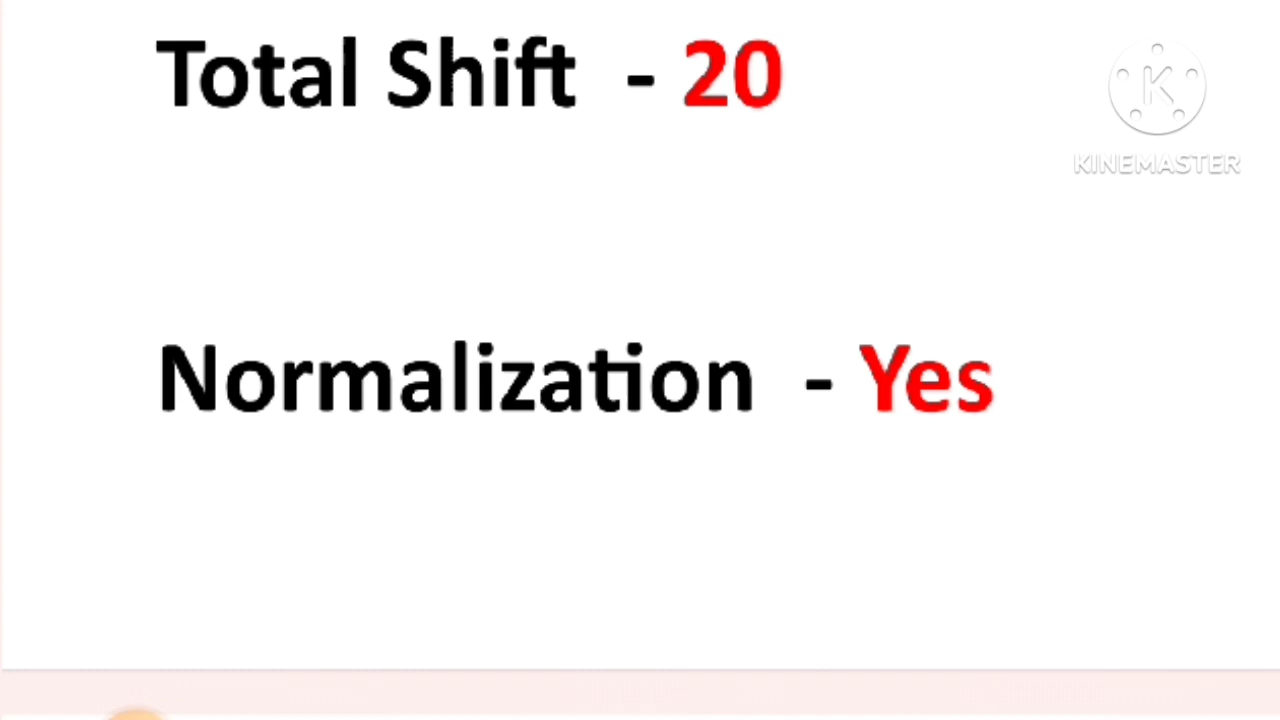 Total Shift - 20
K
KINEMASTER
Normalization - Yes